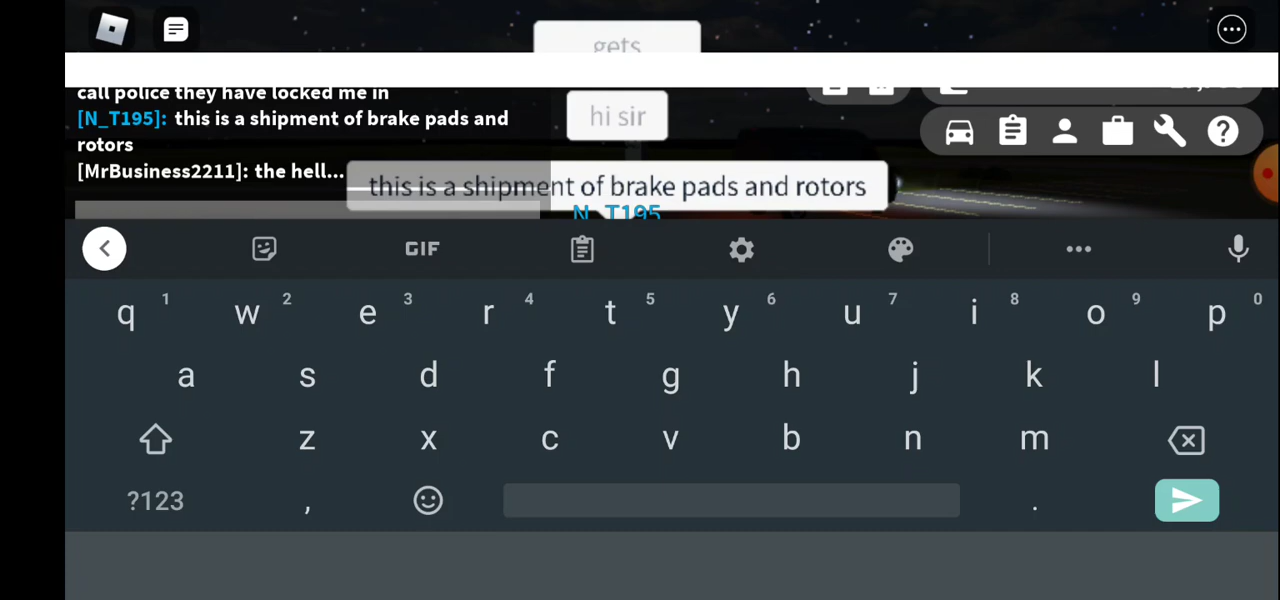 gets
call police they have locked me in
hi sir
[N_T195]: this is a shipment of brake pads and
rotors
[MrBusiness2211]: the hell...
this is a shipment of brake pads and rotors
N_T195
GIF
q 1 w 2 e 3 r 4 t 5 y 6 u 7 i 8 o 9 p 0
a s d f g h j k l
z x c v b n m
?123 , .